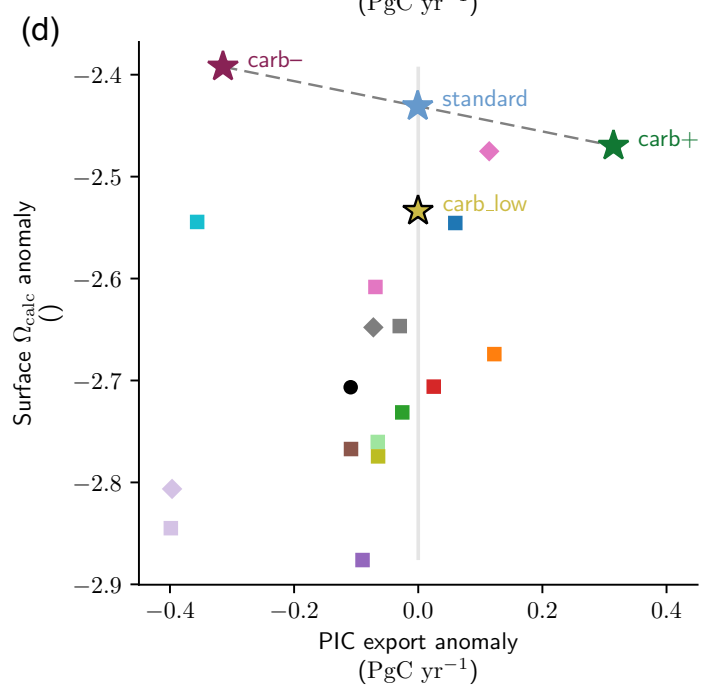 (PgC yr⁻¹)
(d)
carb–
standard
carb+
carb_low
−2.4
−2.5
−2.6
−2.7
−2.8
−2.9
Surface Ωcalc anomaly
()
−0.4 −0.2 0.0 0.2 0.4
PIC export anomaly
(PgC yr⁻¹)